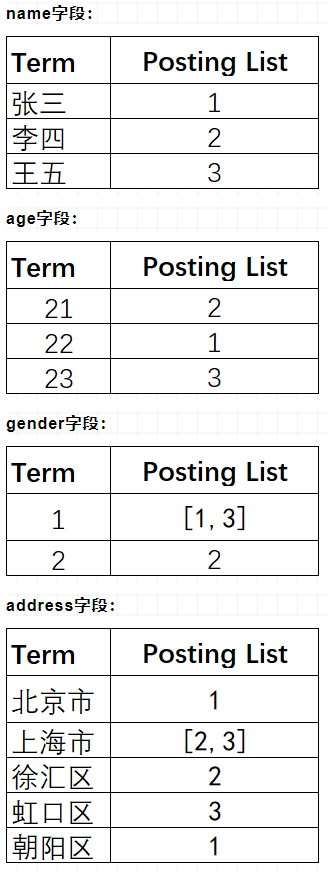 name字段：
Term Posting List
张三 1
李四 2
王五 3
age字段：
Term Posting List
21 2
22 1
23 3
gender字段：
Term Posting List
1 [1,3]
2 2
address字段：
Term Posting List
北京市 1
上海市 [2,3]
徐汇区 2
虹口区 3
朝阳区 1